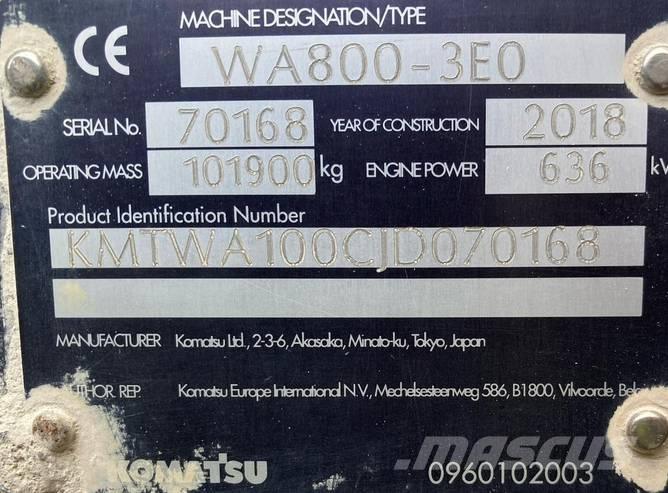 MACHINE DESIGNATION/TYPE
CE WA800-3E0
SERIAL No. 70168 YEAR OF CONSTRUCTION 2018
OPERATING MASS 101900 kg ENGINE POWER 636
Product Identification Number
KMTWA100CJD070168
MANUFACTURER Komatsu Ltd., 2-3-6, Akasaka, Minato-ku, Tokyo, Japan
REP. Komatsu Europe International N.V., Mechelsesteenweg 586, B1800, Vilvoorde,
KOMATSU 0960102003
MASCUS